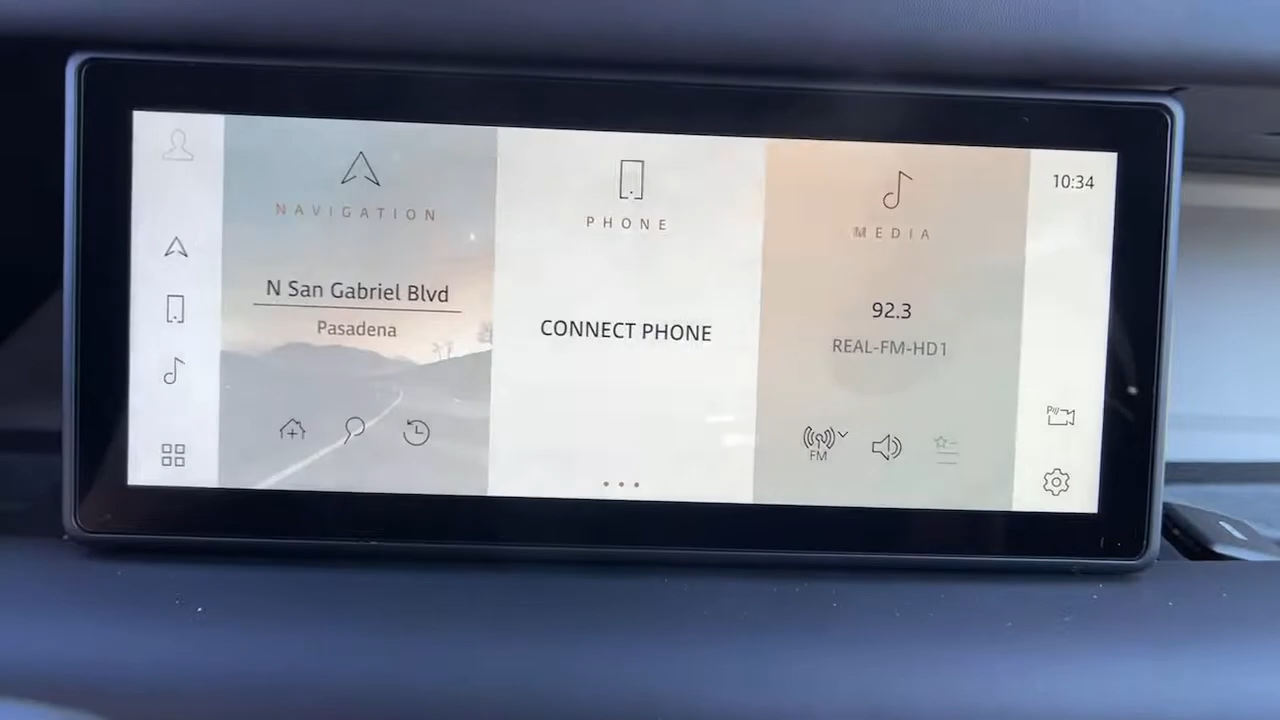 NAVIGATION
N San Gabriel Blvd
Pasadena
PHONE
CONNECT PHONE
MEDIA
92.3
REAL-FM-HD1
FM
10:34
P